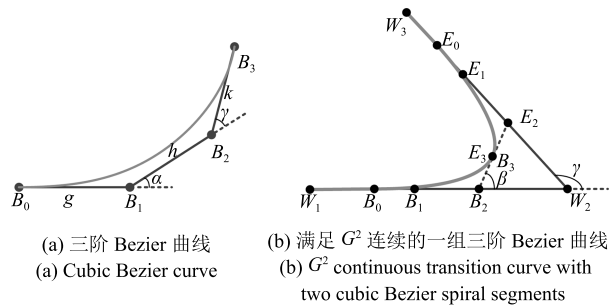 W₃
E₀
E₁
B₃
k
γ
E₂
B₂
h
E₃
B₃
α
β
γ
B₀
g
B₁
W₁
B₀
B₁
B₂
W₂
(a) 三阶 Bezier 曲线
(a) Cubic Bezier curve
(b) 满足 G² 连续的一组三阶 Bezier 曲线
(b) G² continuous transition curve with
two cubic Bezier spiral segments